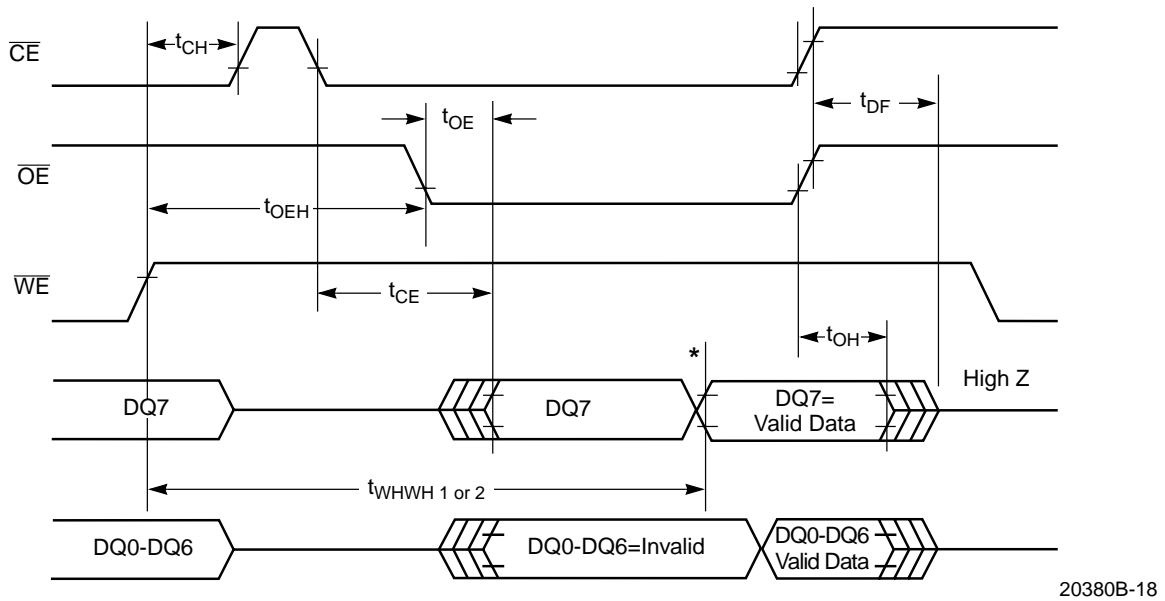 CE
tCH
tDF
tOE
OE
tOEH
WE
tCE
tOH
*
High Z
DQ7
DQ7
DQ7=
Valid Data
tWHWH 1 or 2
DQ0-DQ6
DQ0-DQ6=Invalid
DQ0-DQ6
Valid Data
20380B-18